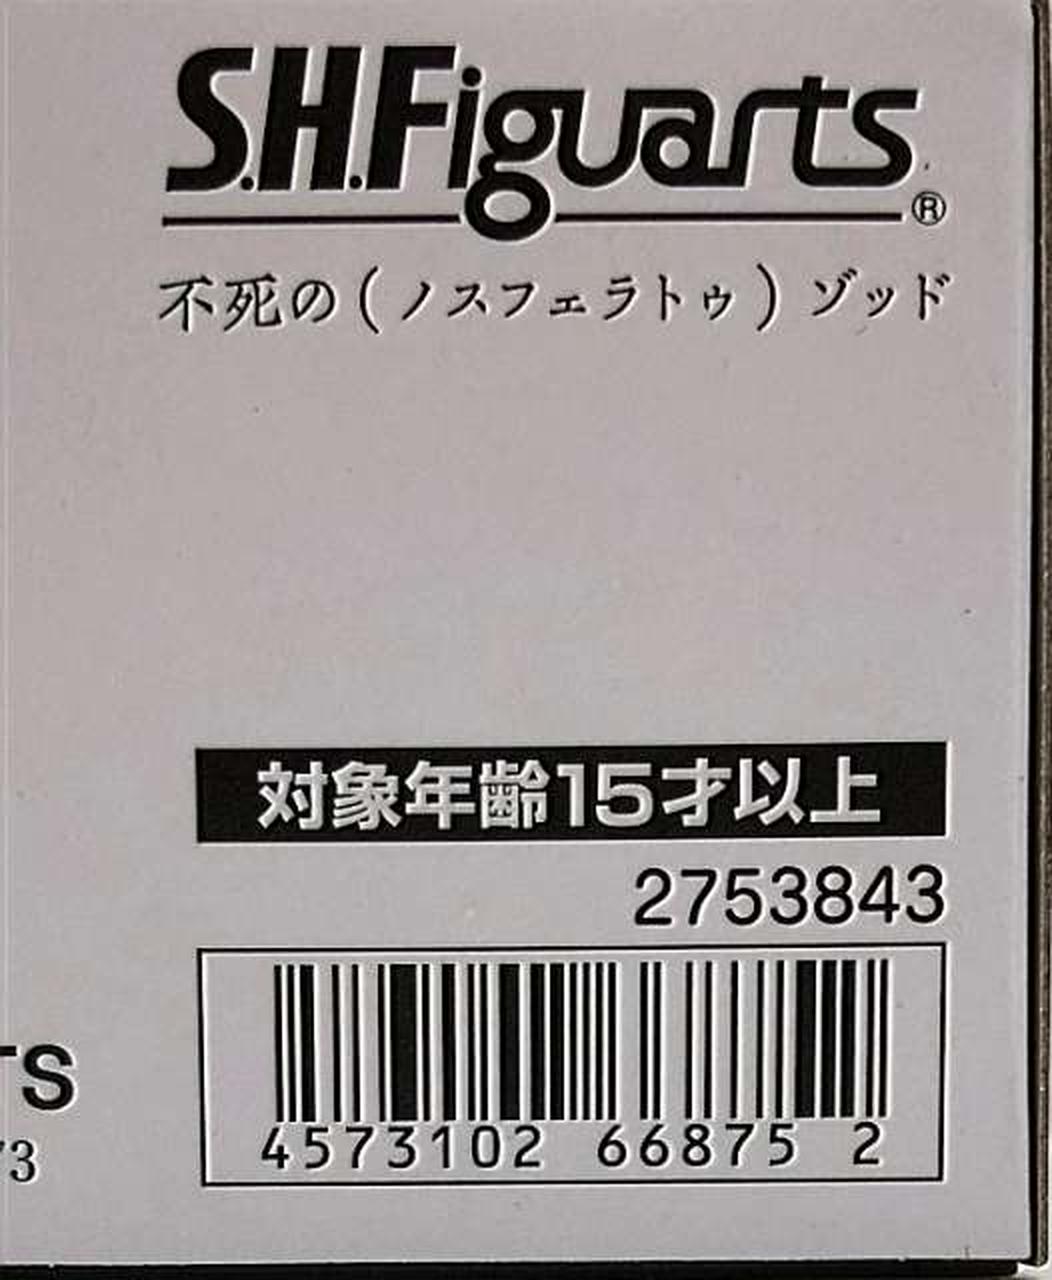 S.H.Figuarts®
不死の(ノスフェラトゥ)ゾッド
対象年齢15才以上
2753843
4573102 66875 2
TS
73